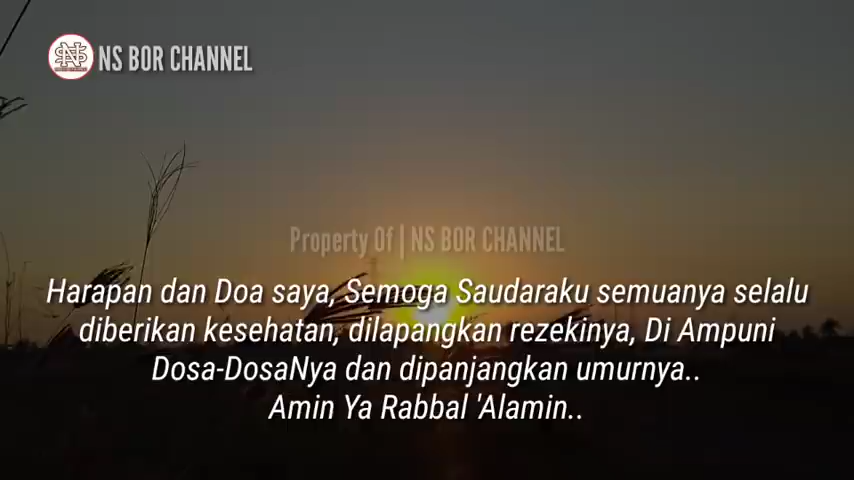 NS BOR CHANNEL
Property Of | NS BOR CHANNEL
Harapan dan Doa saya, Semoga Saudaraku semuanya selalu
diberikan kesehatan, dilapangkan rezekinya, Di Ampuni
Dosa-DosaNya dan dipanjangkan umurnya..
Amin Ya Rabbal 'Alamin..